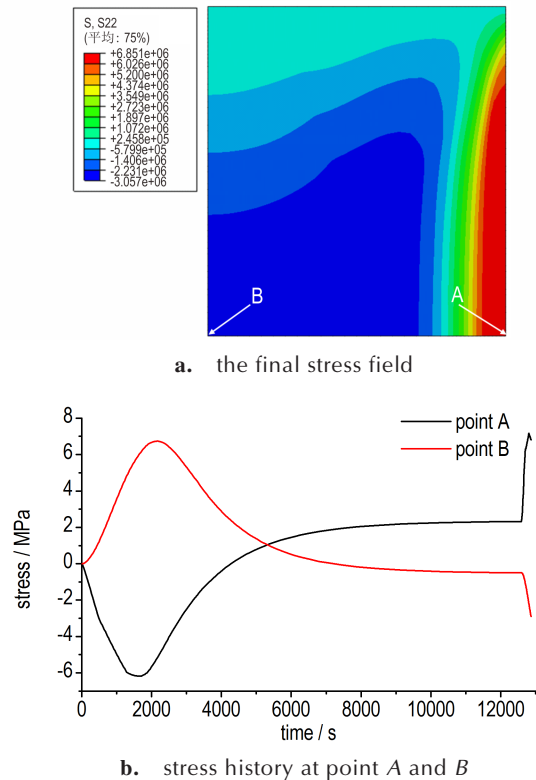 S, S22
(平均: 75%)
+6.851e+06
+6.026e+06
+5.200e+06
+4.374e+06
+3.549e+06
+2.723e+06
+1.897e+06
+1.072e+06
+2.458e+05
-5.799e+05
-1.406e+06
-2.231e+06
-3.057e+06
B
A
a. the final stress field
8
6
4
2
0
-2
-4
-6
stress / MPa
point A
point B
0
2000
4000
6000
8000
10000
12000
time / s
b. stress history at point A and B